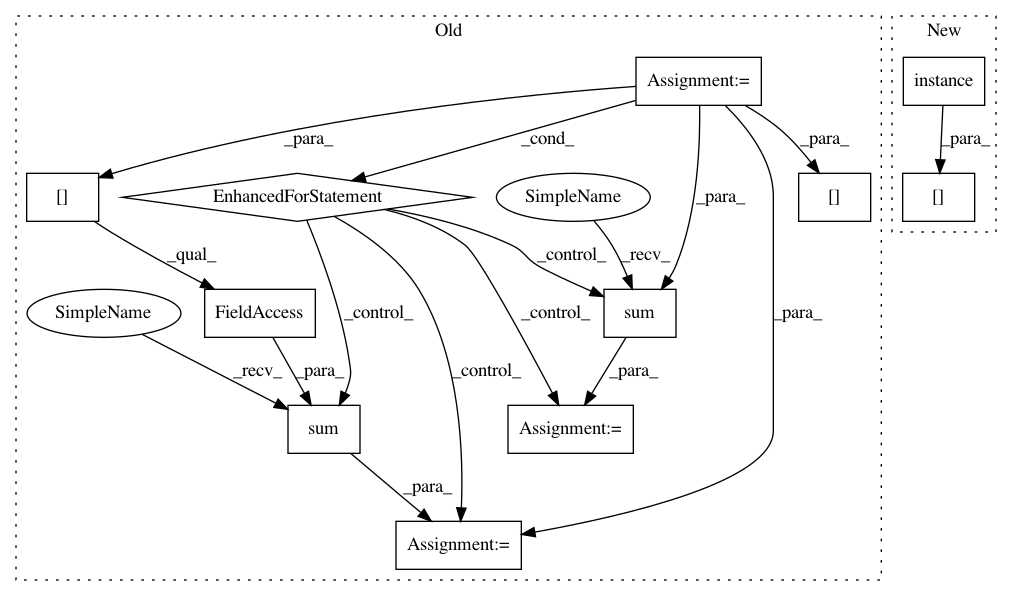 Old
New
Assignment:=
instance
_para_
_cond_
_para_
_para_
[]
EnhancedForStatement
SimpleName
_para_
[]
[]
_qual_
_control_
_recv_
SimpleName
FieldAccess
_control_
_control_
sum
_para_
_recv_
_para_
_control_
_para_
sum
Assignment:=
_para_
Assignment:=